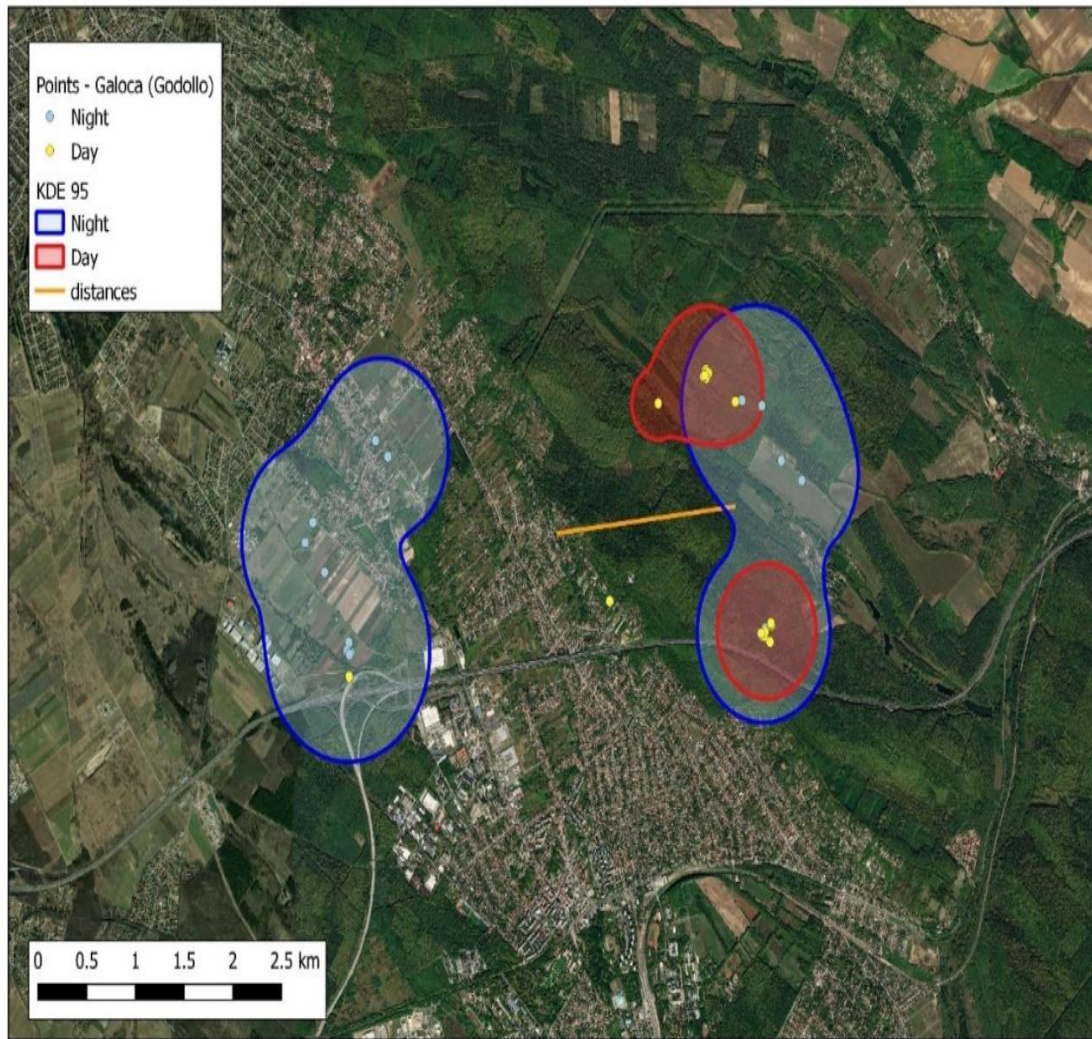 Points - Galoca (Godollo)
Night
Day
KDE 95
Night
Day
distances
0 0.5 1 1.5 2 2.5 km